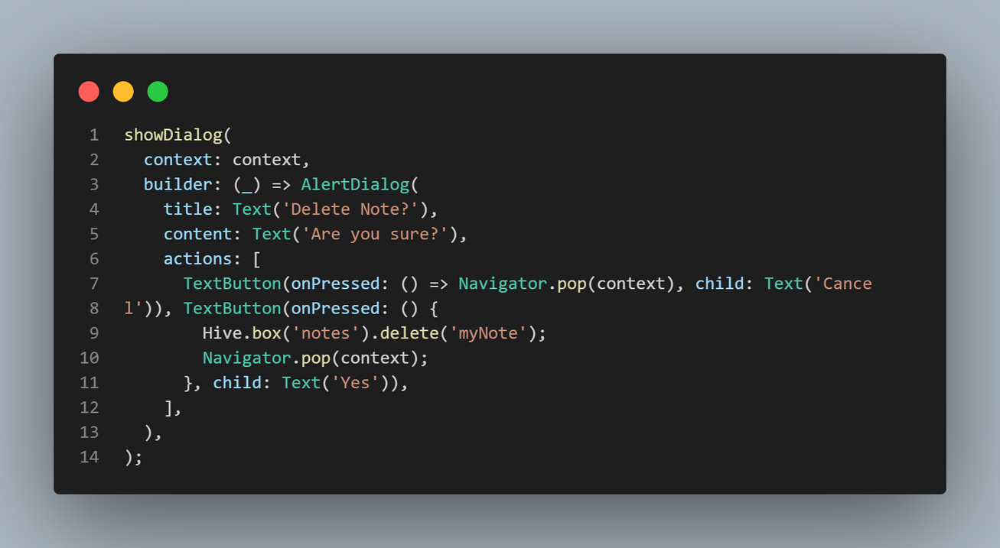 1 showDialog(
2   context: context,
3   builder: (_) => AlertDialog(
4     title: Text('Delete Note?'),
5     content: Text('Are you sure?'),
6     actions: [
7       TextButton(onPressed: () => Navigator.pop(context), child: Text('Cance
8 l')), TextButton(onPressed: () {
9         Hive.box('notes').delete('myNote');
10         Navigator.pop(context);
11       }, child: Text('Yes')),
12     ],
13   ),
14 );